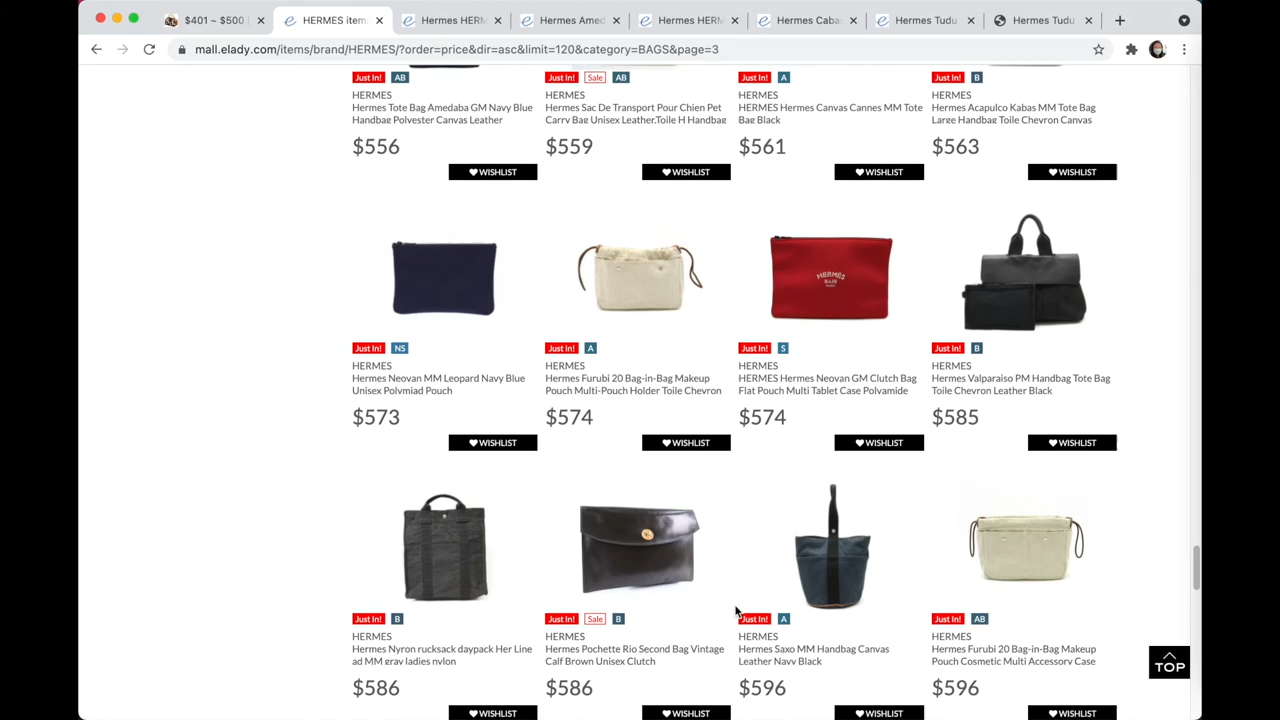 $401 ~ $500 |
HERMES item
Hermes HERM
Hermes Amed
Hermes HERM
Hermes Caba
Hermes Tudu
Hermes Tudu
mall.elady.com/items/brand/HERMES/?order=price&dir=asc&limit=120&category=BAGS&page=3
Just In! AB
Just In! Sale AB
Just In! A
Just In! B
HERMES
HERMES
HERMES
HERMES
Hermes Tote Bag Amedaba GM Navy Blue
Handbag Polyester Canvas Leather
Hermes Sac De Transport Pour Chien Pet
Carry Bag Unisex Leather,Toile H Handbag
HERMES Hermes Canvas Cannes MM Tote
Bag Black
Hermes Acapulco Kabas MM Tote Bag
Large Handbag Toile Chevron Canvas
$556
$559
$561
$563
WISHLIST
WISHLIST
WISHLIST
WISHLIST
HERMES
BAIN
PARIS
Just In! NS
Just In! A
Just In! S
Just In! B
HERMES
HERMES
HERMES
HERMES
Hermes Neovan MM Leopard Navy Blue
Unisex Polymiad Pouch
Hermes Furubi 20 Bag-in-Bag Makeup
Pouch Multi-Pouch Holder Toile Chevron
HERMES Hermes Neovan GM Clutch Bag
Flat Pouch Multi Tablet Case Polyamide
Hermes Valparaiso PM Handbag Tote Bag
Toile Chevron Leather Black
$573
$574
$574
$585
WISHLIST
WISHLIST
WISHLIST
WISHLIST
Just In! B
Just In! Sale B
Just In! A
Just In! AB
HERMES
HERMES
HERMES
HERMES
Hermes Nyron rucksack daypack Her Line
ad MM gray ladies nylon
Hermes Pochette Rio Second Bag Vintage
Calf Brown Unisex Clutch
Hermes Saxo MM Handbag Canvas
Leather Navy Black
Hermes Furubi 20 Bag-in-Bag Makeup
Pouch Cosmetic Multi Accessory Case
$586
$586
$596
$596
WISHLIST
WISHLIST
WISHLIST
WISHLIST
TOP